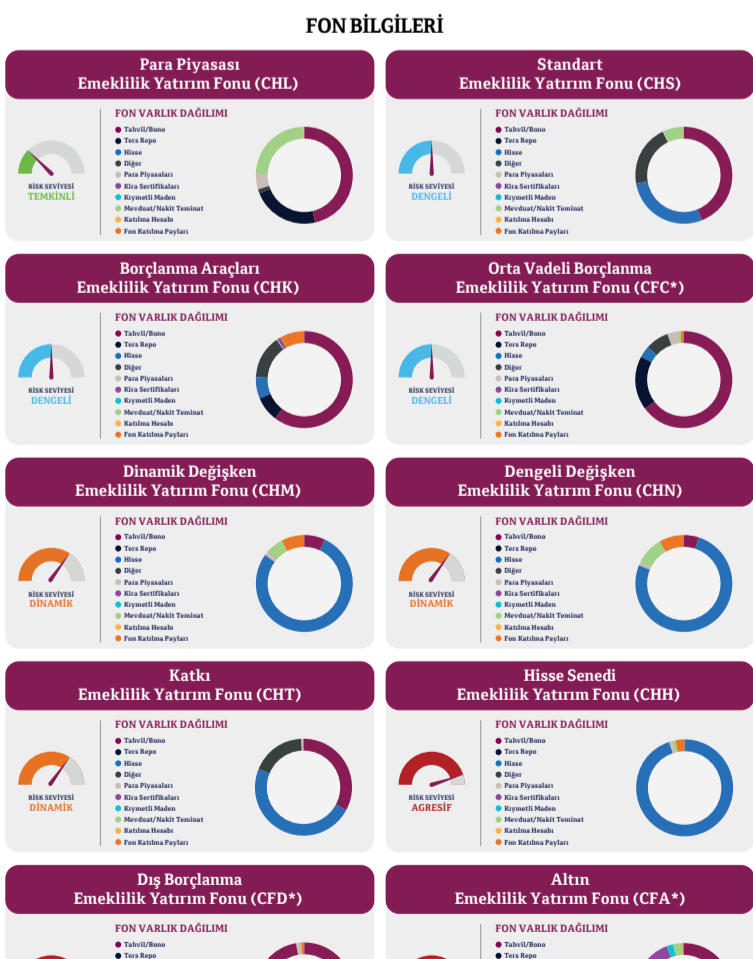 FON BİLGİLERİ
Para Piyasası
Emeklilik Yatırım Fonu (CHL)
FON VARLIK DAĞILIMI
Tahvil/Bono
Ters Repo
Hisse
Diğer
Para Piyasaları
Kira Sertifikaları
Kıymetli Maden
Mevduat/Nakit Teminat
Katılma Hesabı
Fon Katılma Payları
RİSK SEVİYESİ
TEMKİNLİ
Standart
Emeklilik Yatırım Fonu (CHS)
FON VARLIK DAĞILIMI
Tahvil/Bono
Ters Repo
Hisse
Diğer
Para Piyasaları
Kira Sertifikaları
Kıymetli Maden
Mevduat/Nakit Teminat
Katılma Hesabı
Fon Katılma Payları
RİSK SEVİYESİ
DENGELİ
Borçlanma Araçları
Emeklilik Yatırım Fonu (CHK)
FON VARLIK DAĞILIMI
Tahvil/Bono
Ters Repo
Hisse
Diğer
Para Piyasaları
Kira Sertifikaları
Kıymetli Maden
Mevduat/Nakit Teminat
Katılma Hesabı
Fon Katılma Payları
RİSK SEVİYESİ
DENGELİ
Orta Vadeli Borçlanma
Emeklilik Yatırım Fonu (CFC*)
FON VARLIK DAĞILIMI
Tahvil/Bono
Ters Repo
Hisse
Diğer
Para Piyasaları
Kira Sertifikaları
Kıymetli Maden
Mevduat/Nakit Teminat
Katılma Hesabı
Fon Katılma Payları
RİSK SEVİYESİ
DENGELİ
Dinamik Değişken
Emeklilik Yatırım Fonu (CHM)
FON VARLIK DAĞILIMI
Tahvil/Bono
Ters Repo
Hisse
Diğer
Para Piyasaları
Kira Sertifikaları
Kıymetli Maden
Mevduat/Nakit Teminat
Katılma Hesabı
Fon Katılma Payları
RİSK SEVİYESİ
DİNAMİK
Dengeli Değişken
Emeklilik Yatırım Fonu (CHN)
FON VARLIK DAĞILIMI
Tahvil/Bono
Ters Repo
Hisse
Diğer
Para Piyasaları
Kira Sertifikaları
Kıymetli Maden
Mevduat/Nakit Teminat
Katılma Hesabı
Fon Katılma Payları
RİSK SEVİYESİ
DİNAMİK
Katkı
Emeklilik Yatırım Fonu (CHT)
FON VARLIK DAĞILIMI
Tahvil/Bono
Ters Repo
Hisse
Diğer
Para Piyasaları
Kira Sertifikaları
Kıymetli Maden
Mevduat/Nakit Teminat
Katılma Hesabı
Fon Katılma Payları
RİSK SEVİYESİ
DİNAMİK
Hisse Senedi
Emeklilik Yatırım Fonu (CHH)
FON VARLIK DAĞILIMI
Tahvil/Bono
Ters Repo
Hisse
Diğer
Para Piyasaları
Kira Sertifikaları
Kıymetli Maden
Mevduat/Nakit Teminat
Katılma Hesabı
Fon Katılma Payları
RİSK SEVİYESİ
AGRESİF
Dış Borçlanma
Emeklilik Yatırım Fonu (CFD*)
FON VARLIK DAĞILIMI
Tahvil/Bono
Ters Repo
Altın
Emeklilik Yatırım Fonu (CFA*)
FON VARLIK DAĞILIMI
Tahvil/Bono
Ters Repo